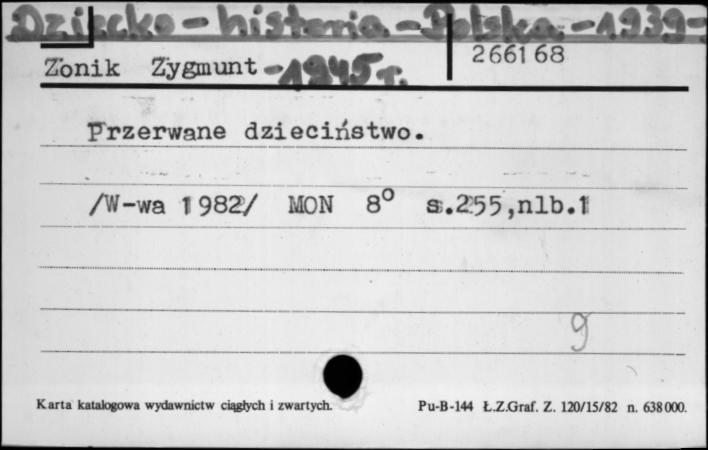 Dziecko - historia - Polska - 1939-
Zonik Zygmunt - 1945 r.
266168
Przerwane dzieciństwo.
/W-wa 1982/ MON 8° s.255,nlb.1
9
Karta katalogowa wydawnictw ciągłych i zwartych.
Pu-B-144 Ł.Z.Graf. Z. 120/15/82 n. 638000.